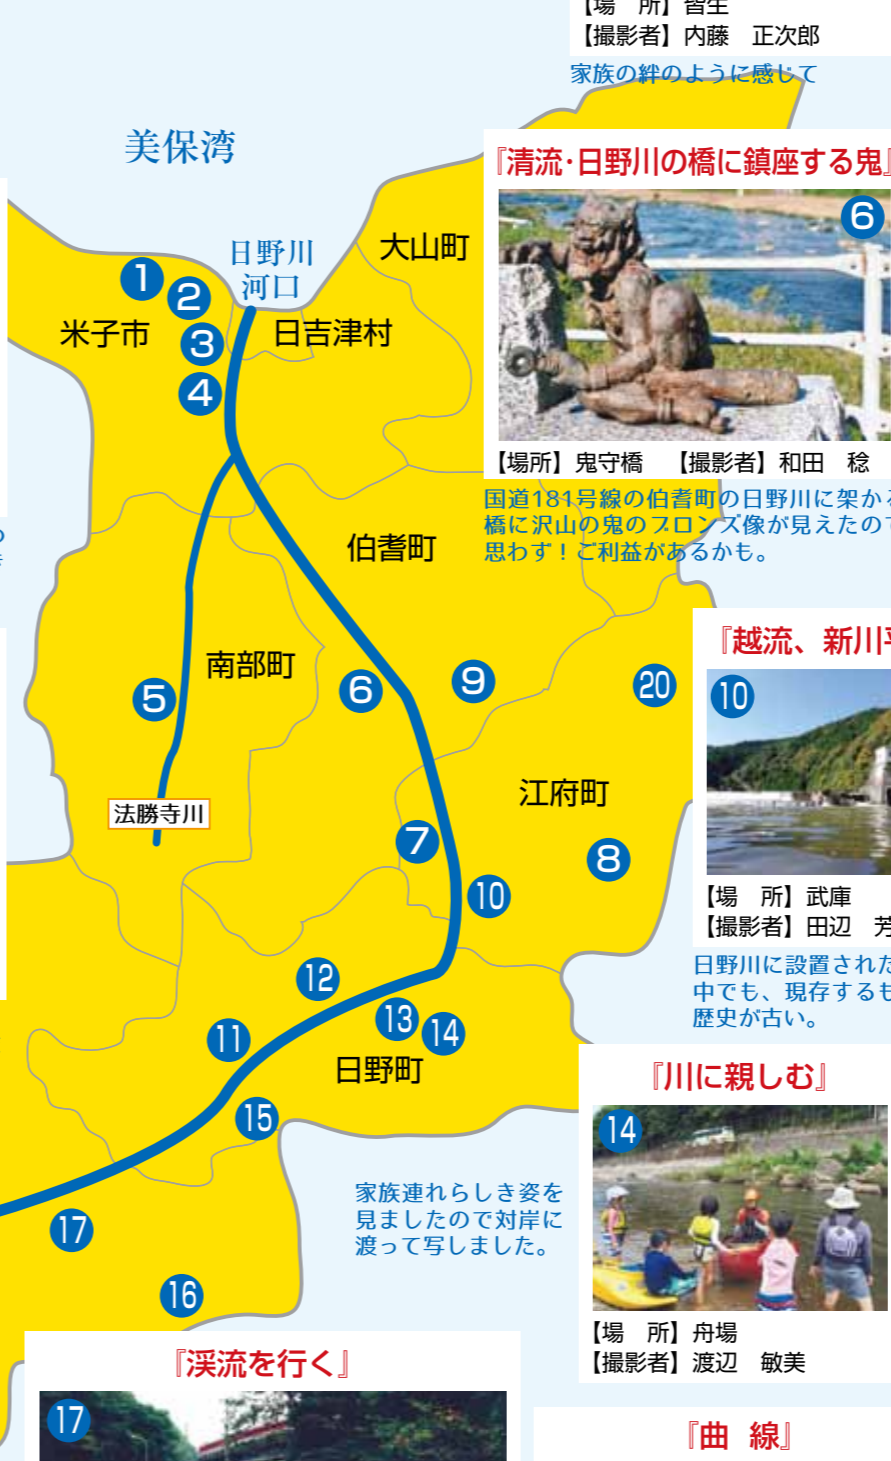 【場　所】皆生
【撮影者】内藤　正次郎
家族の絆のように感じて
美保湾
『清流･日野川の橋に鎮座する鬼』
6
【場所】鬼守橋　【撮影者】和田　稔
国道181号線の伯耆町の日野川に架かる
橋に沢山の鬼のブロンズ像が見えたので
思わず！ご利益があるかも。
日野川
河口
大山町
1
2
3
4
米子市
日吉津村
伯耆町
南部町
5
6
9
20
法勝寺川
江府町
7
8
10
『越流、新川平
10
【場　所】武庫
【撮影者】田辺　芳
日野川に設置された
中でも、現存するも
歴史が古い。
12
13
14
11
日野町
15
17
16
『川に親しむ』
14
【場　所】舟場
【撮影者】渡辺　敏美
家族連れらしき姿を
見ましたので対岸に
渡って写しました。
『渓流を行く』
17
『曲　線』